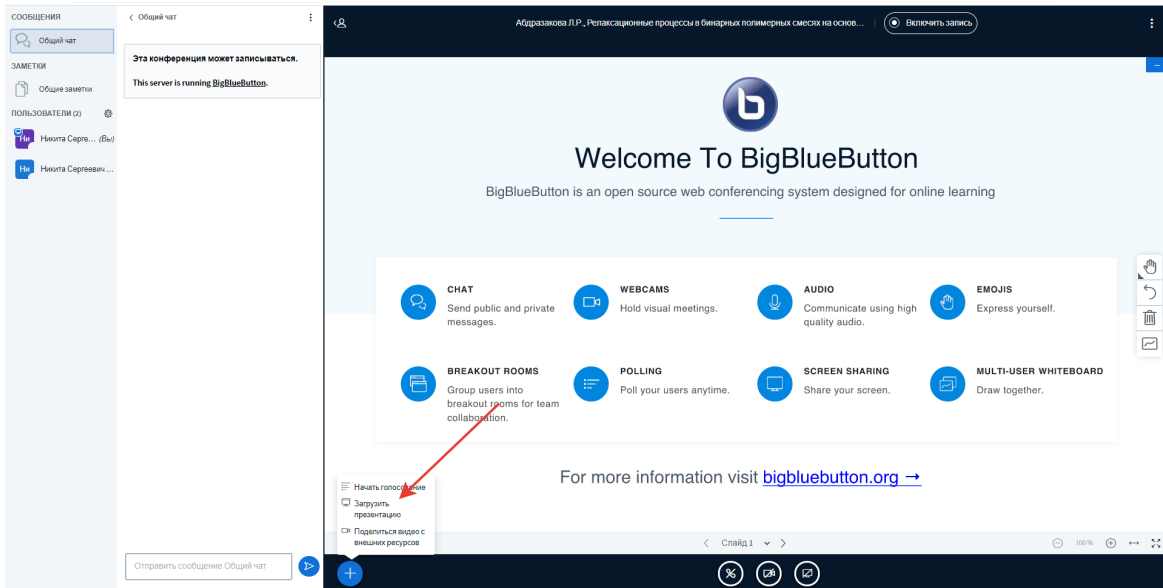 СООБЩЕНИЯ
Общий чат
ЗАМЕТКИ
Общие заметки
ПОЛЬЗОВАТЕЛИ (2)
Ни Никита Серге... (Вы)
Ни Никита Сергеевич ...
Общий чат
Эта конференция может записываться.
This server is running BigBlueButton.
Отправить сообщение Общий чат
Абдразакова Л.Р., Релаксационные процессы в бинарных полимерных смесях на основ...
Включить запись
b
Welcome To BigBlueButton
BigBlueButton is an open source web conferencing system designed for online learning
CHAT
Send public and private
messages.
WEBCAMS
Hold visual meetings.
AUDIO
Communicate using high
quality audio.
EMOJIS
Express yourself.
BREAKOUT ROOMS
Group users into
breakout rooms for team
collaboration.
POLLING
Poll your users anytime.
SCREEN SHARING
Share your screen.
MULTI-USER WHITEBOARD
Draw together.
For more information visit bigbluebutton.org →
Начать голосование
Загрузить
презентацию
Поделиться видео с
внешних ресурсов
Слайд 1
100 %